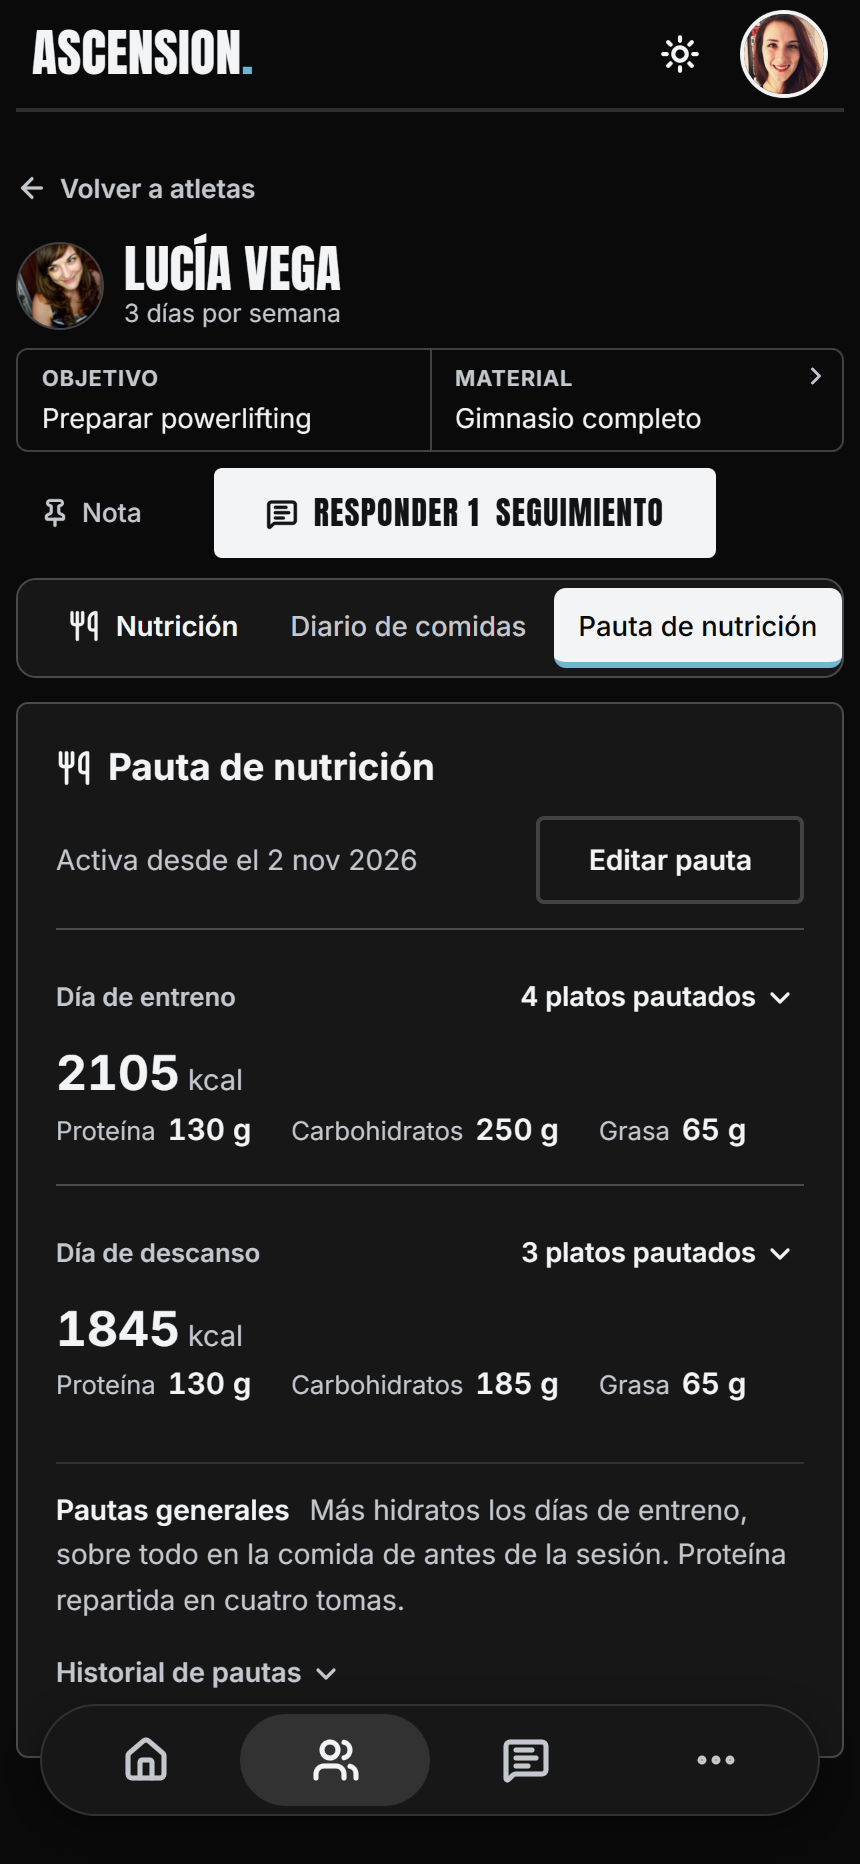 ASCENSION.
Volver a atletas
LUCÍA VEGA
3 días por semana
OBJETIVO
Preparar powerlifting
MATERIAL
Gimnasio completo
Nota
RESPONDER 1 SEGUIMIENTO
Nutrición
Diario de comidas
Pauta de nutrición
Pauta de nutrición
Activa desde el 2 nov 2026
Editar pauta
Día de entreno
4 platos pautados
2105 kcal
Proteína 130 g Carbohidratos 250 g Grasa 65 g
Día de descanso
3 platos pautados
1845 kcal
Proteína 130 g Carbohidratos 185 g Grasa 65 g
Pautas generales Más hidratos los días de entreno,
sobre todo en la comida de antes de la sesión. Proteína
repartida en cuatro tomas.
Historial de pautas